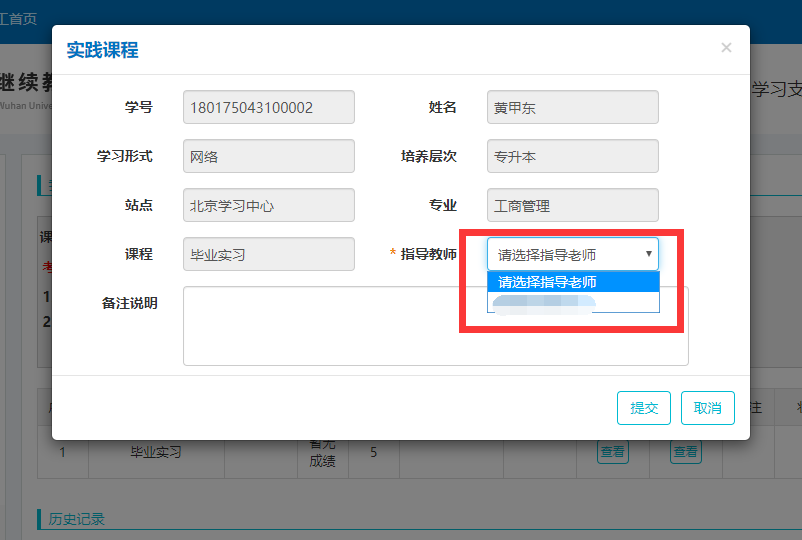 工首页
实践课程
×
继续教
Wuhan Unive
学习支
学号 180175043100002 姓名 黄甲东
学习形式 网络 培养层次 专升本
站点 北京学习中心 专业 工商管理
课程 毕业实习 * 指导教师 请选择指导老师
请选择指导老师
备注说明
课
考
1
2
提交 取消
注
1 毕业实习 暂无 5 查看 查看
成绩
历史记录